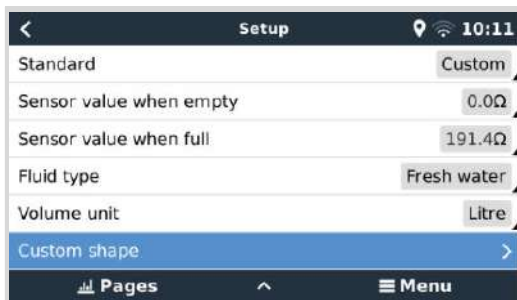 Setup 10:11
Standard Custom
Sensor value when empty 0.0Ω
Sensor value when full 191.4Ω
Fluid type Fresh water
Volume unit Litre
Custom shape
Pages Menu